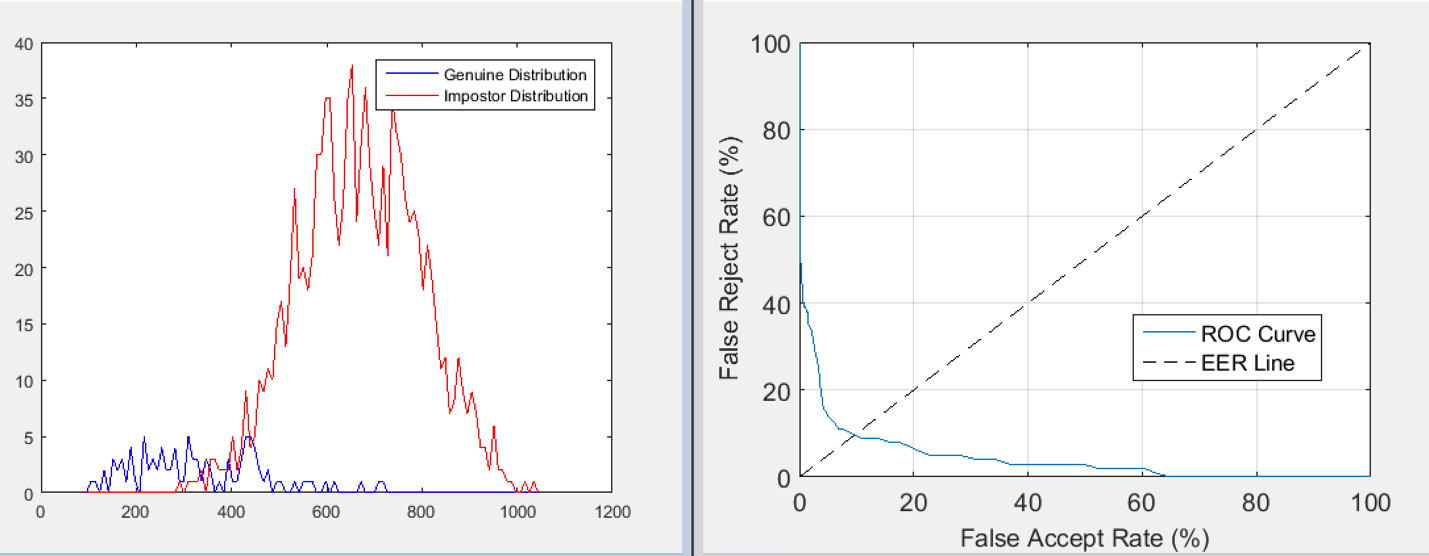 40
35
30
25
20
15
10
5
0
0 200 400 600 800 1000 1200
Genuine Distribution
Impostor Distribution
100
80
60
40
20
0
0 20 40 60 80 100
False Reject Rate (%)
ROC Curve
EER Line
False Accept Rate (%)